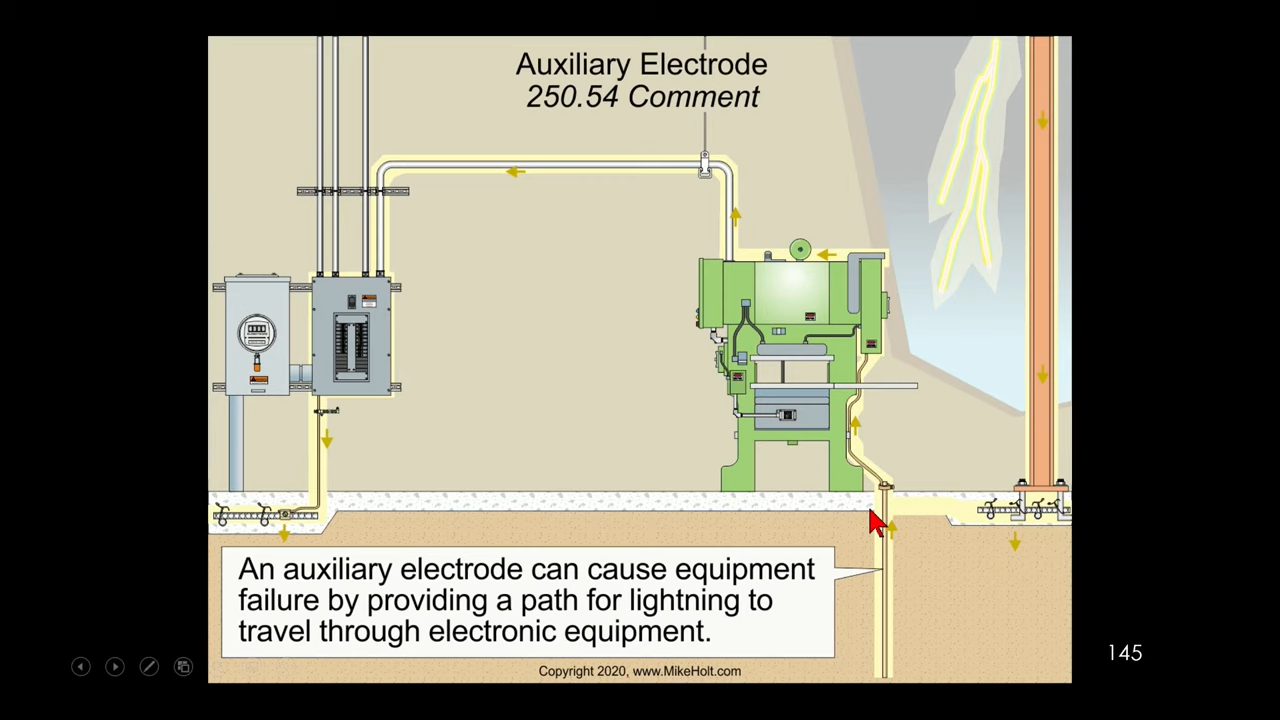 Auxiliary Electrode
250.54 Comment
An auxiliary electrode can cause equipment
failure by providing a path for lightning to
travel through electronic equipment.
Copyright 2020, www.MikeHolt.com
145